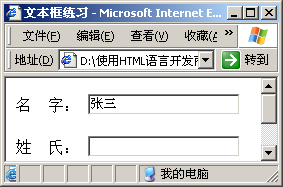 文本框练习 - Microsoft Internet E...
文件(F) 编辑(E) 查看(V) 收藏(A »
地址(D) D:\使用HTML语言开发商 转到
名 字: 张三
姓 氏:
我的电脑